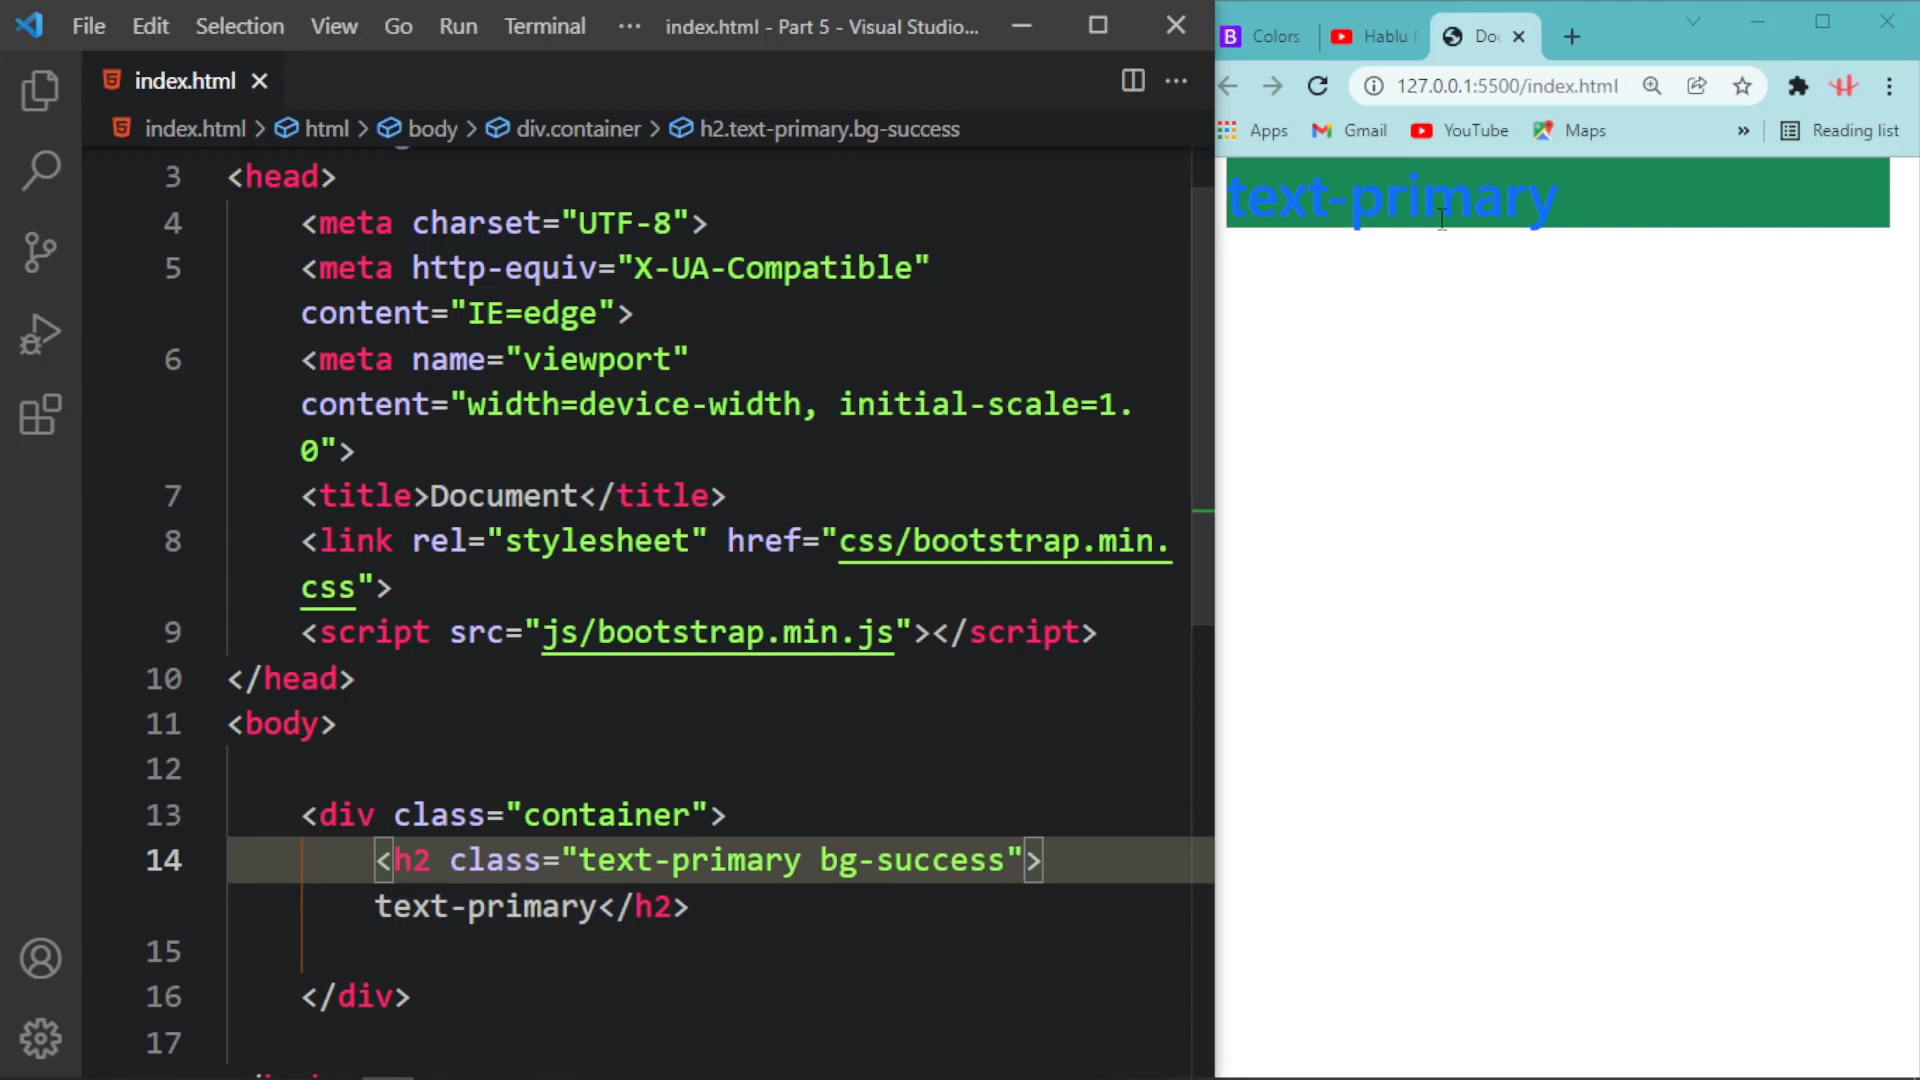 File Edit Selection View Go Run Terminal ··· index.html - Part 5 - Visual Studio...
index.html
index.html > html > body > div.container > h2.text-primary.bg-success
3 <head>
4 <meta charset="UTF-8">
5 <meta http-equiv="X-UA-Compatible"
content="IE=edge">
6 <meta name="viewport"
content="width=device-width, initial-scale=1.
0">
7 <title>Document</title>
8 <link rel="stylesheet" href="css/bootstrap.min.
css">
9 <script src="js/bootstrap.min.js"></script>
10 </head>
11 <body>
12
13 <div class="container">
14 <h2 class="text-primary bg-success">
text-primary</h2>
15
16 </div>
17
B Colors
Hablu
Doc
127.0.0.1:5500/index.html
Apps Gmail YouTube Maps » Reading list
text-primary